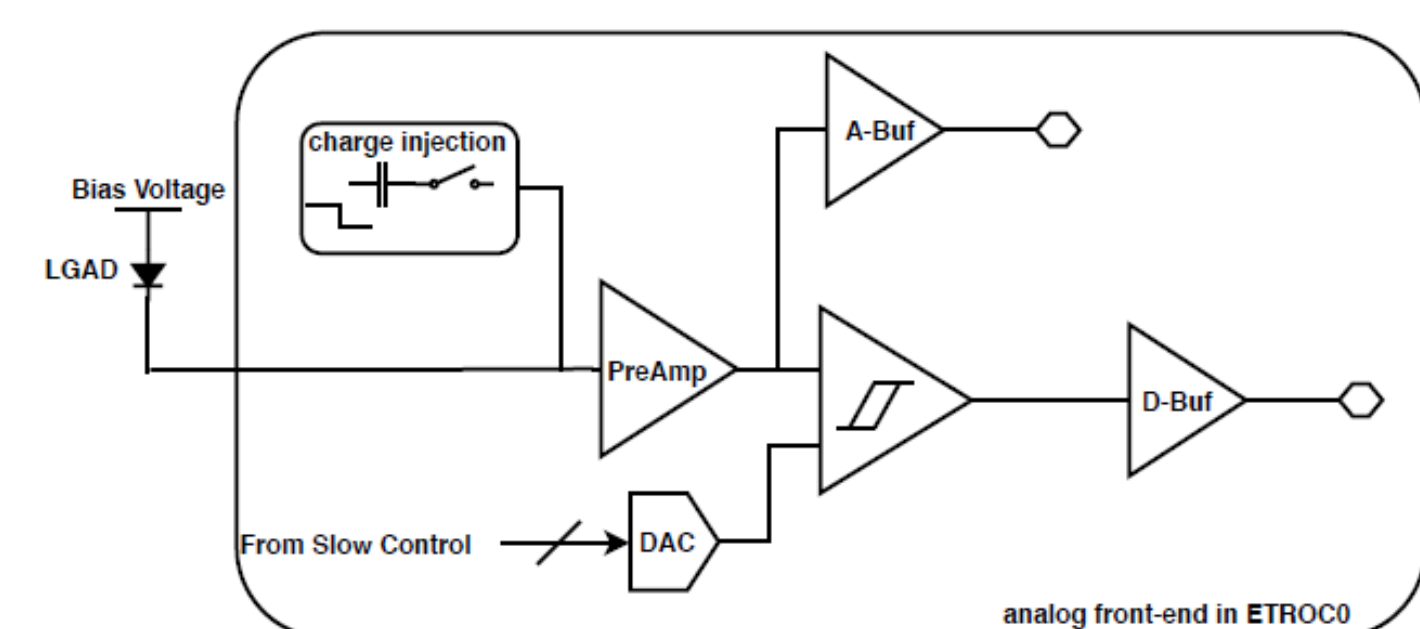 charge injection
A-Buf
Bias Voltage
LGAD
PreAmp
D-Buf
From Slow Control
DAC
analog front-end in ETROC0